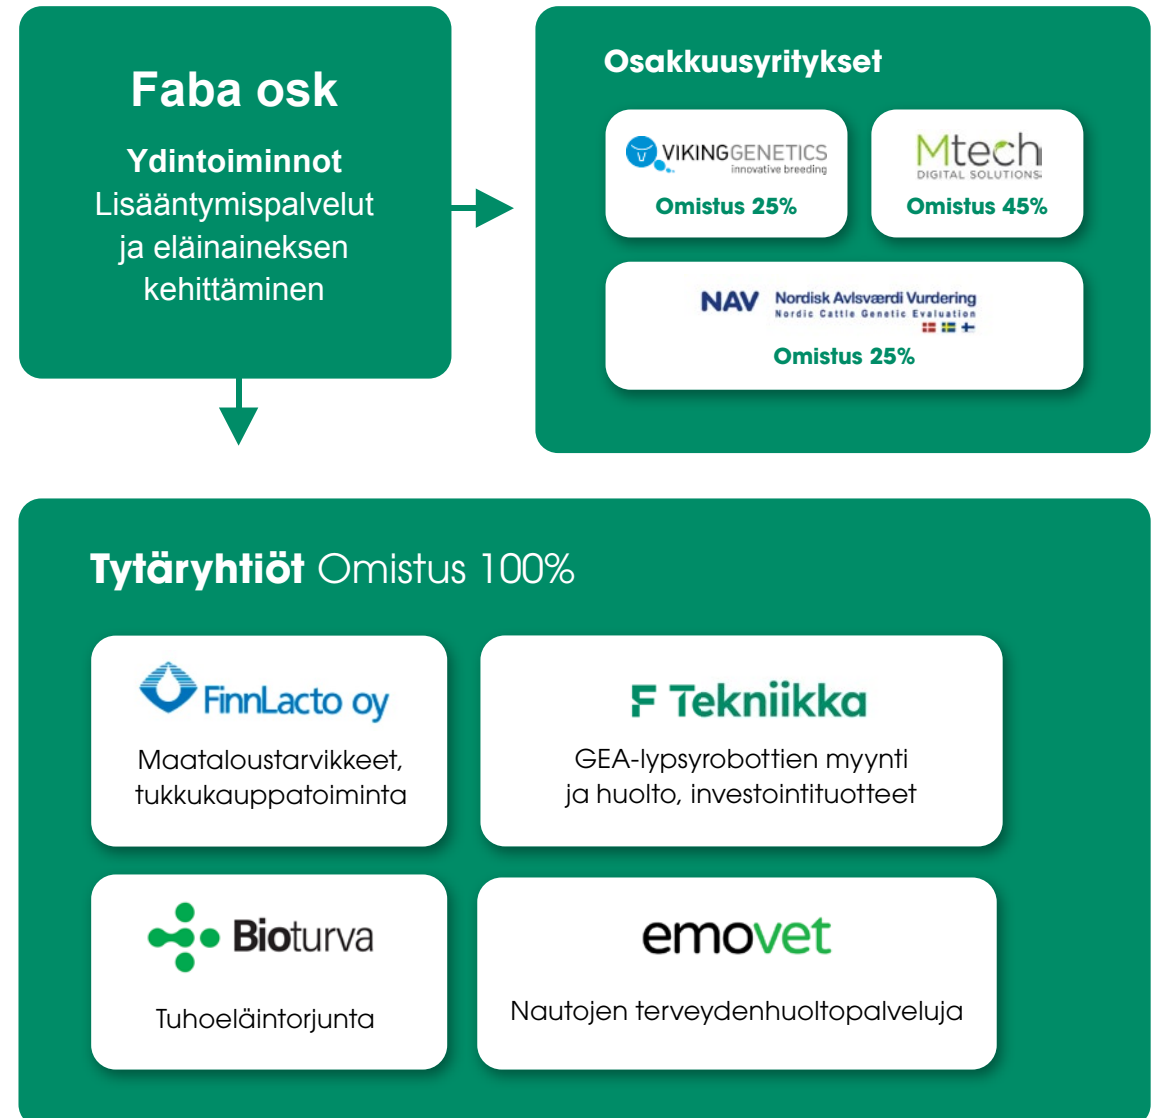 Faba osk
Ydintoiminnot
Lisääntymispalvelut
ja eläinaineksen
kehittäminen
Osakkuusyritykset
VIKINGGENETICS
innovative breeding
Omistus 25%
Mtech
DIGITAL SOLUTIONS
Omistus 45%
NAV
Nordisk Avlsværdi Vurdering
Nordic Cattle Genetic Evaluation
Omistus 25%
Tytäryhtiöt Omistus 100%
FinnLacto oy
Maataloustarvikkeet,
tukkukauppatoiminta
F Tekniikka
GEA-lypsyrobottien myynti
ja huolto, investointituotteet
Bioturva
Tuhoeläintorjunta
emovet
Nautojen terveydenhuoltopalveluja